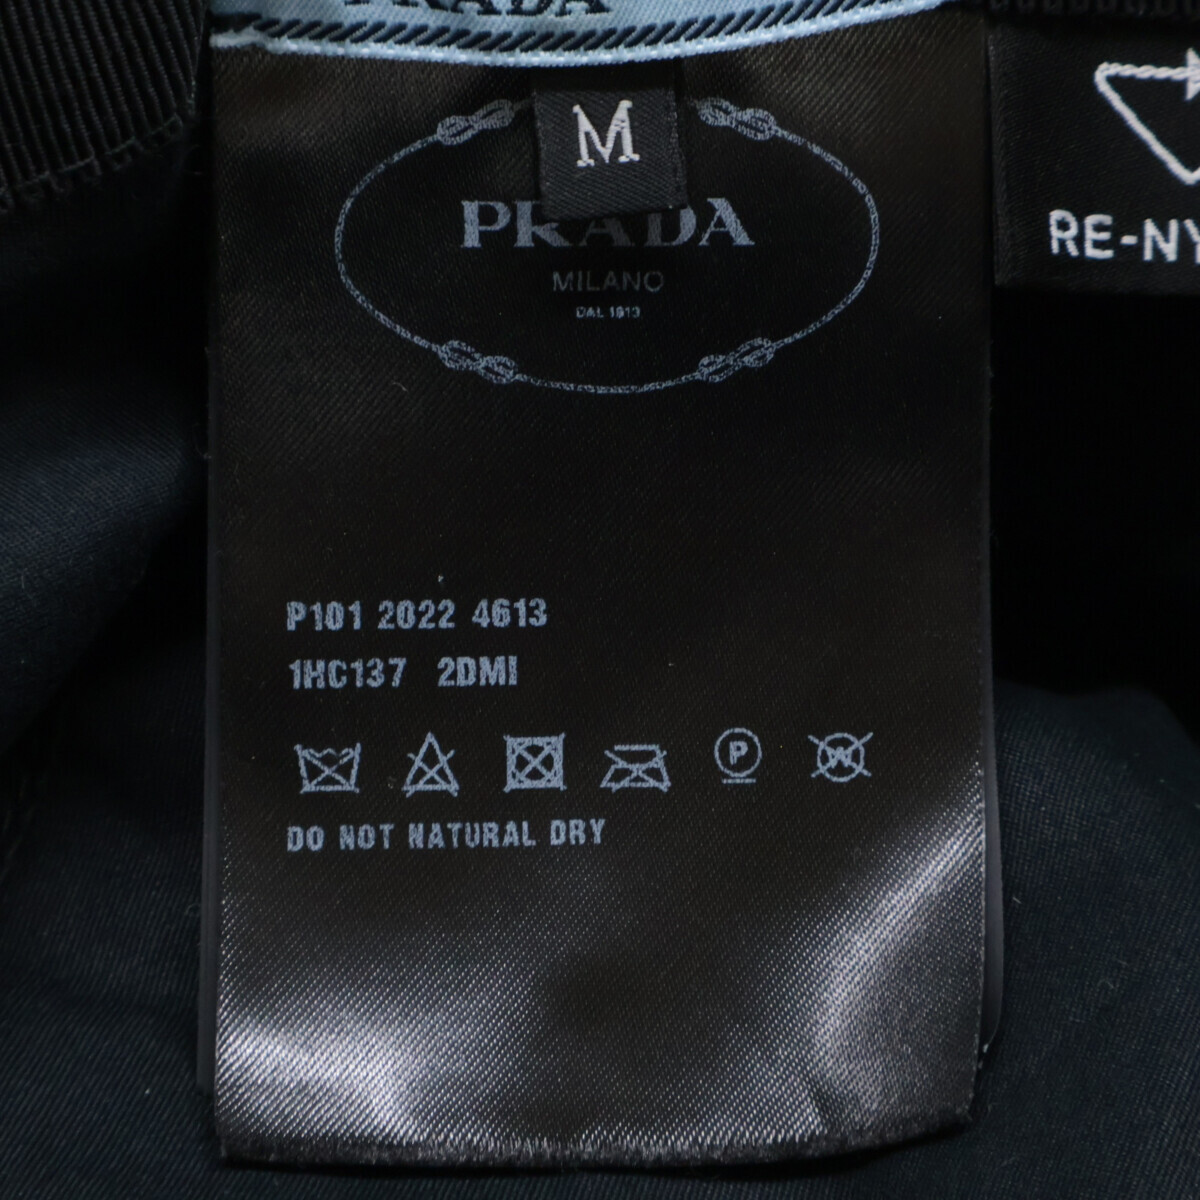 PRADA
M
PRADA
MILANO
DAL 1913
RE-NY
P101 2022 4613
1HC137 2DMI
P
W
DO NOT NATURAL DRY